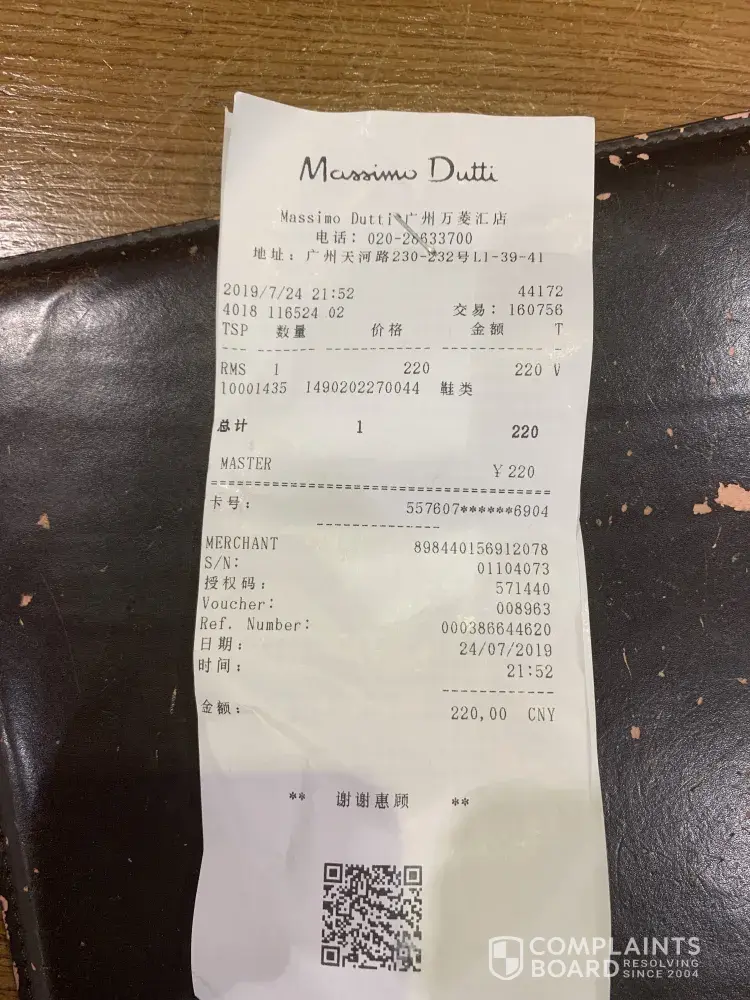 Massimo Dutti
Massimo Dutti 广州万菱汇店
电话: 020-28633700
地址: 广州天河路230-232号L1-39-41
2019/7/24 21:52 44172
4018 116524 02 交易: 160756
TSP 数量 价格 金额 T
RMS 1 220 220 V
10001435 1490202270044 鞋类
总计 1 220
MASTER ¥220
卡号: 557607******6904
MERCHANT 898440156912078
S/N: 01104073
授权码: 571440
Voucher: 008963
Ref. Number: 000386644620
日期: 24/07/2019
时间: 21:52
金额: 220,00 CNY
** 谢谢惠顾 **
COMPLAINTS
BOARD RESOLVING
SINCE 2004